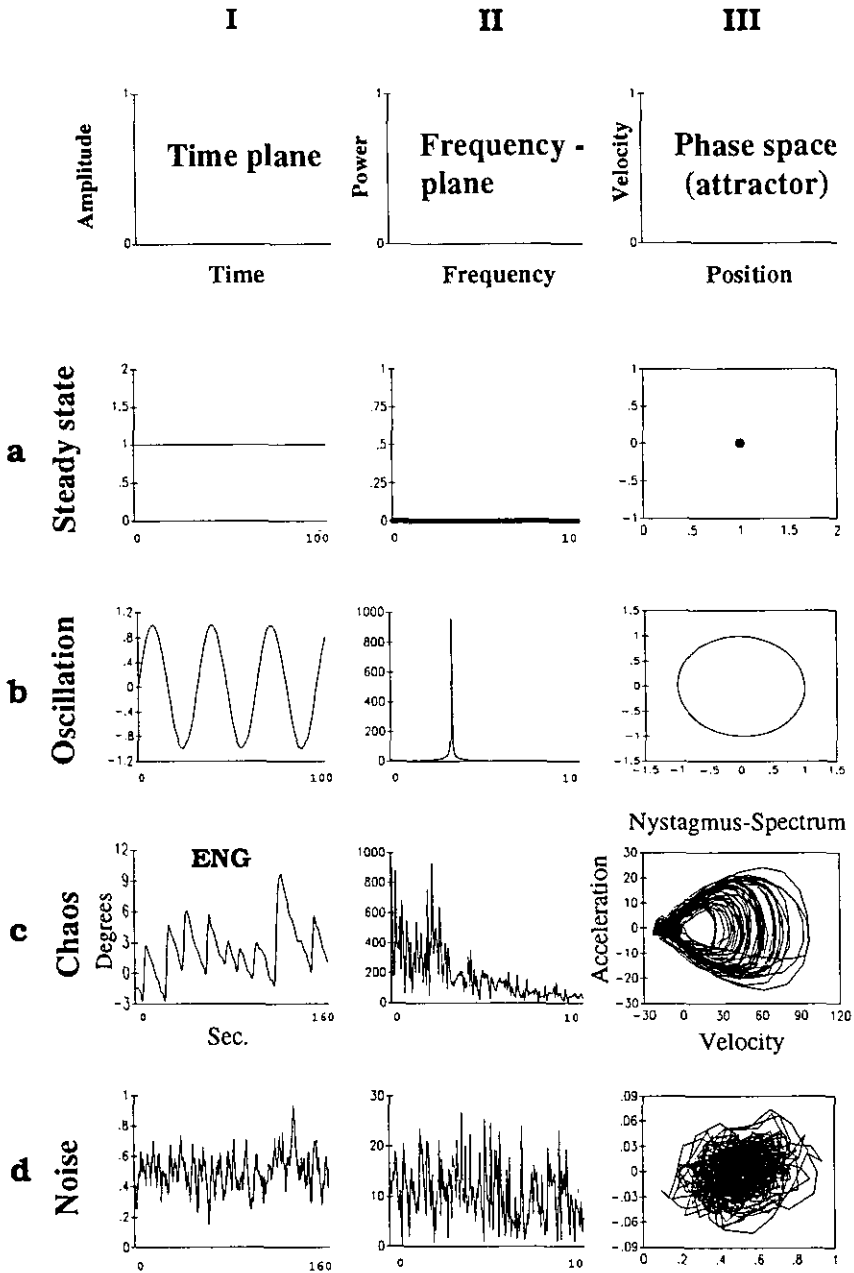 I II III
1 1 1
Amplitude Time plane Power Frequency - Velocity Phase space
plane (attractor)
0 0 0
Time Frequency Position
a Steady state
2 1 1
1.5 .75 .5
1 .5 0
.5 .25 -.5
0 0 -1
0 100 0 10 0 .5 1 1.5 2
b Oscillation
1.2 1000 1.5
.8 800 1
.4 600 .5
0 400 0
-.4 200 -.5
-.8 0 -1
-1.2 -1.5
0 100 0 10 -1.5 -1 -.5 0 .5 1 1.5
Nystagmus-Spectrum
c Chaos
ENG
Degrees Acceleration
12 1000 30
9 800 20
6 600 10
3 400 0
0 200 -10
-3 0 -20
-30
0 160 0 10 -30 0 30 60 90 120
Sec. Velocity
d Noise
1 30 .09
.8 20 .06
.6 10 .03
.4 0 0
.2 -.03
0 -.06
-.09
0 160 0 10 0 .2 .4 .6 .8 1